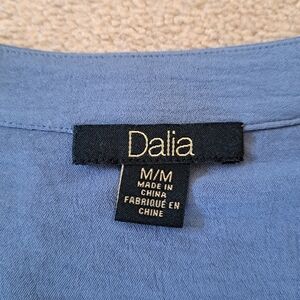 Dalia
M/M
MADE IN
CHINA
FABRIQUÉ EN
CHINE